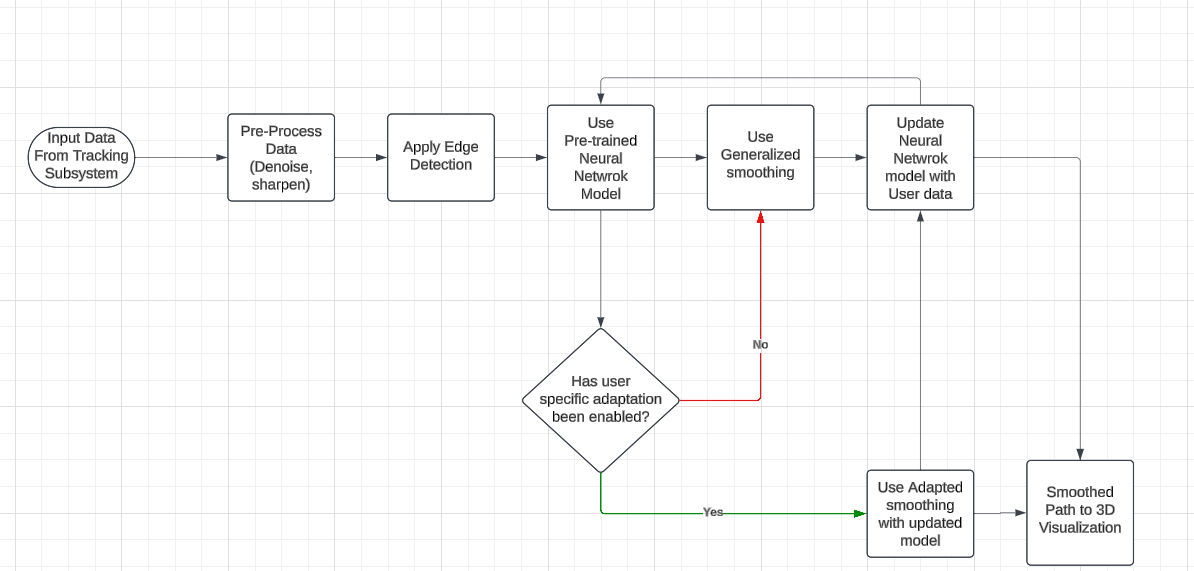 Input Data
From Tracking
Subsystem
Pre-Process
Data
(Denoise,
sharpen)
Apply Edge
Detection
Use
Pre-trained
Neural
Netwrok
Model
Use
Generalized
smoothing
Update
Neural
Netwrok
model with
User data
No
Has user
specific adaptation
been enabled?
Yes
Use Adapted
smoothing
with updated
model
Smoothed
Path to 3D
Visualization